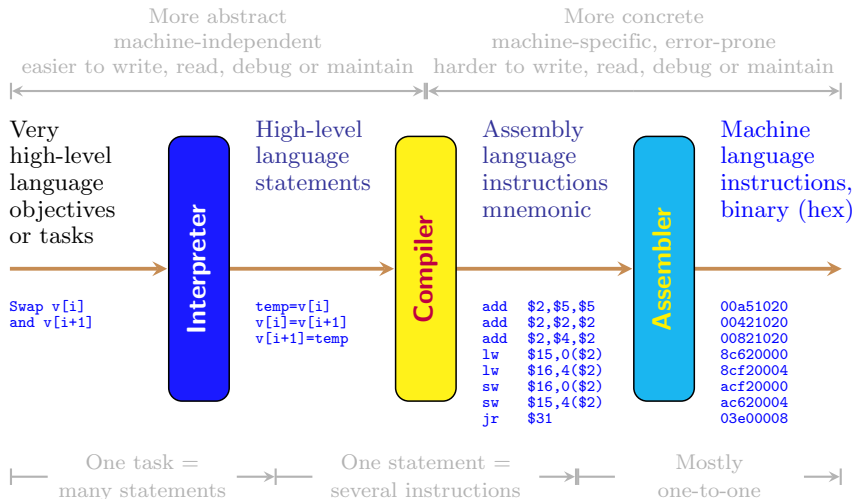 More abstract
machine-independent
easier to write, read, debug or maintain
More concrete
machine-specific, error-prone
harder to write, read, debug or maintain
Very
high-level
language
objectives
or tasks
Interpreter
High-level
language
statements
Compiler
Assembly
language
instructions
mnemonic
Assembler
Machine
language
instructions,
binary (hex)
Swap v[i]
and v[i+1]
temp=v[i]
v[i]=v[i+1]
v[i+1]=temp
add $2,$5,$5
add $2,$2,$2
add $2,$4,$2
lw $15,0($2)
lw $16,4($2)
sw $16,0($2)
sw $15,4($2)
jr $31
00a51020
00421020
00821020
8c620000
8cf20004
acf20000
ac620004
03e00008
One task =
many statements
One statement =
several instructions
Mostly
one-to-one